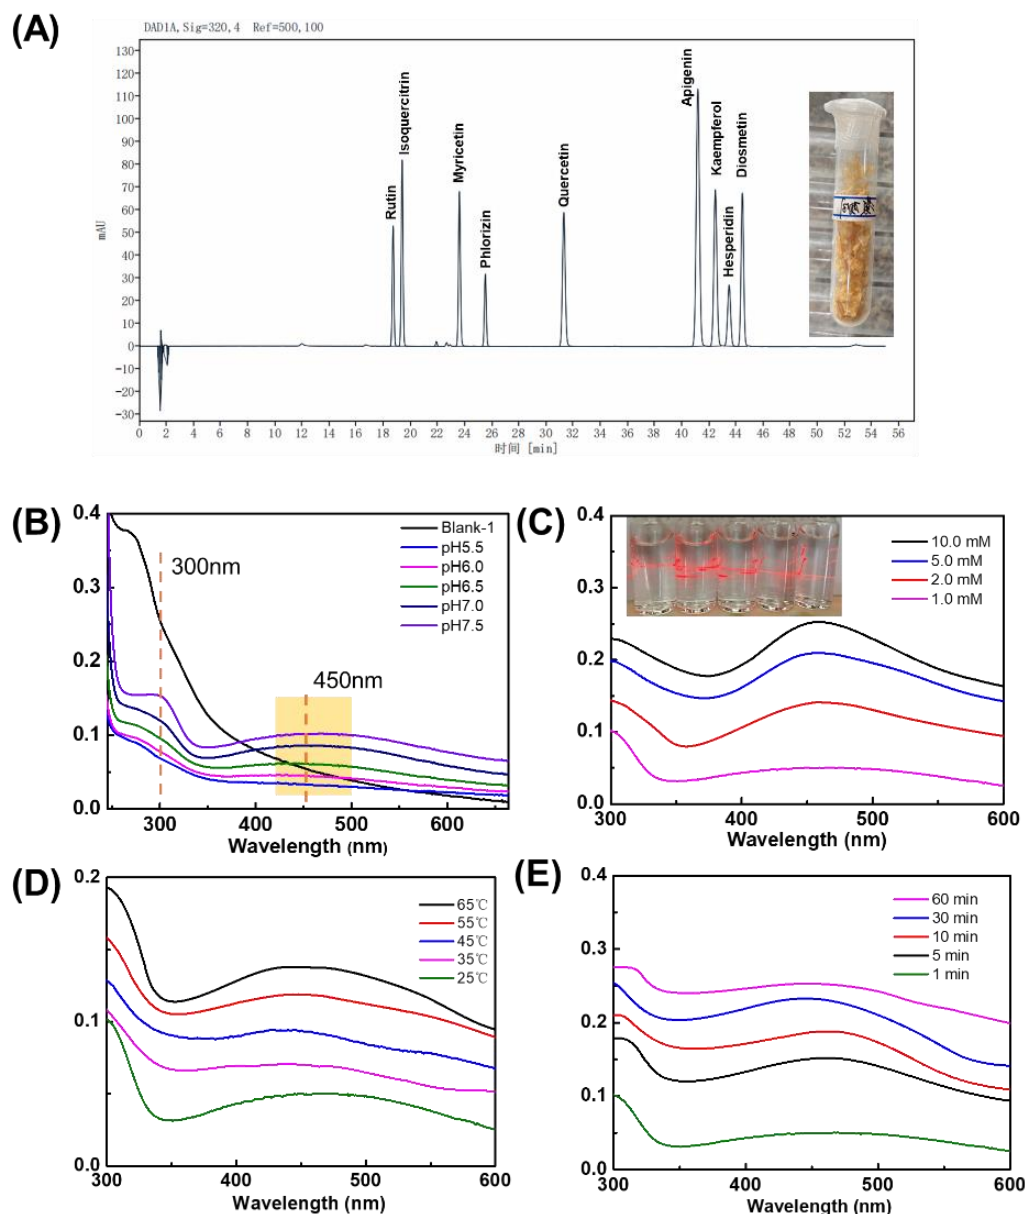 (A)
DAD1A, Sig=320,4 Ref=500,100
130
120
110
100
90
80
70
60
50
40
30
20
10
0
−10
−20
−30
mAU
Rutin
Isoquercitrin
Myricetin
Phlorizin
Quercetin
Apigenin
Kaempferol
Hesperidin
Diosmetin
0 2 4 6 8 10 12 14 16 18 20 22 24 26 28 30 32 34 36 38 40 42 44 46 48 50 52 54 56
时间 [min]
(B)
0.4
0.3
0.2
0.1
0.0
300nm
450nm
Blank-1
pH5.5
pH6.0
pH6.5
pH7.0
pH7.5
300 400 500 600
Wavelength (nm)
(C)
0.4
0.3
0.2
0.1
0.0
10.0 mM
5.0 mM
2.0 mM
1.0 mM
300 400 500 600
Wavelength (nm)
(D)
0.2
0.1
0.0
65℃
55℃
45℃
35℃
25℃
300 400 500 600
Wavelength (nm)
(E)
0.4
0.3
0.2
0.1
0.0
60 min
30 min
10 min
5 min
1 min
300 400 500 600
Wavelength (nm)